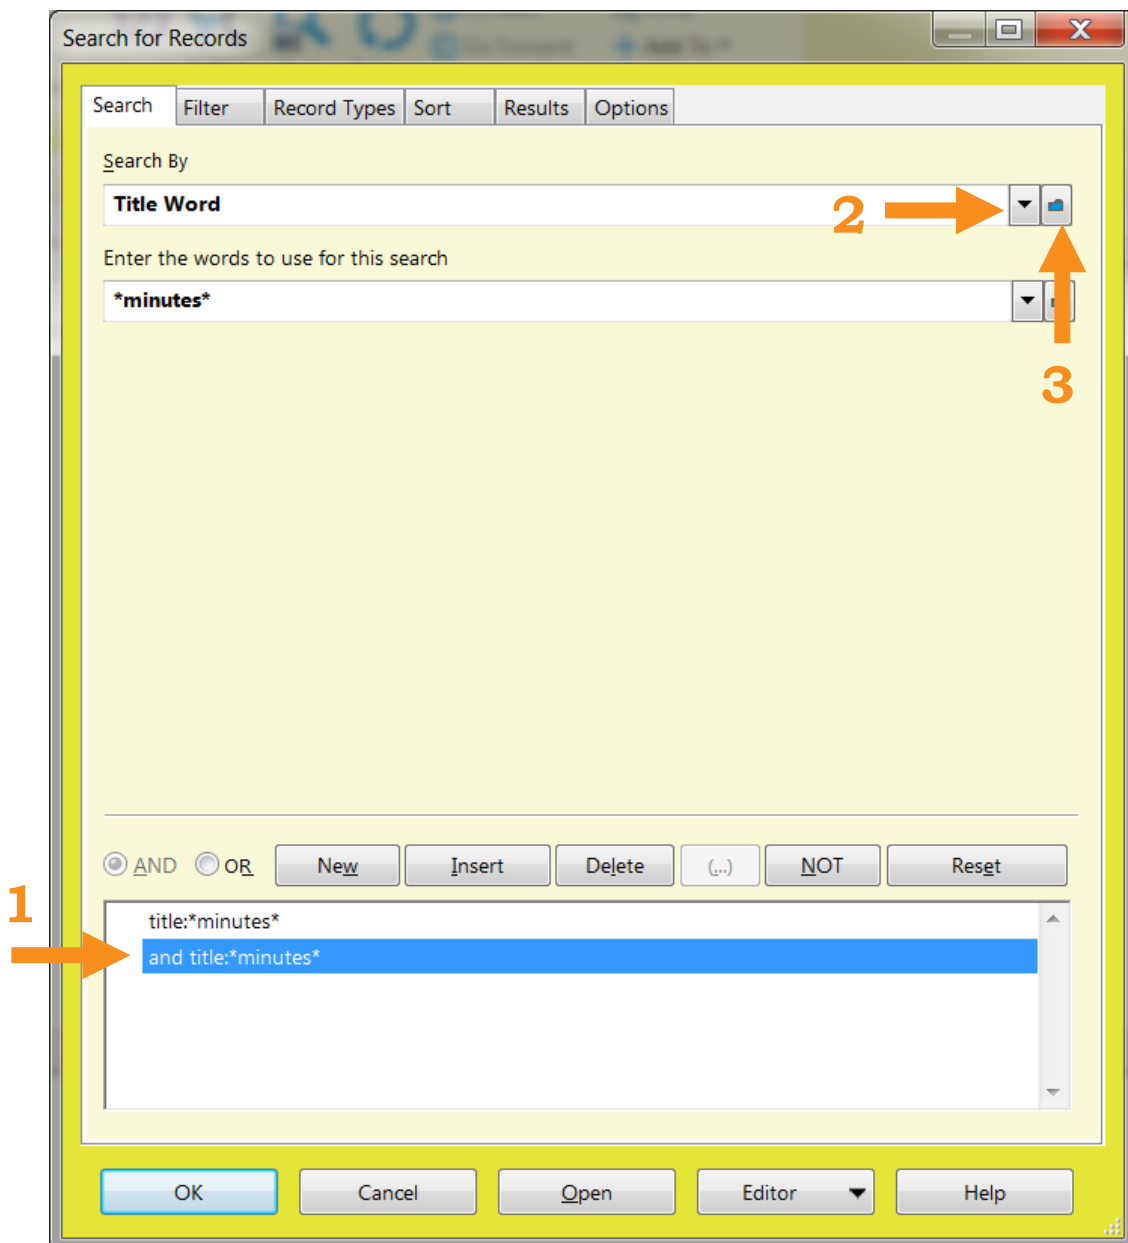 Search for Records
Search Filter Record Types Sort Results Options
Search By
Title Word
2
Enter the words to use for this search
*minutes*
3
AND OR New Insert Delete (...) NOT Reset
1
title:*minutes*
and title:*minutes*
OK Cancel Open Editor Help